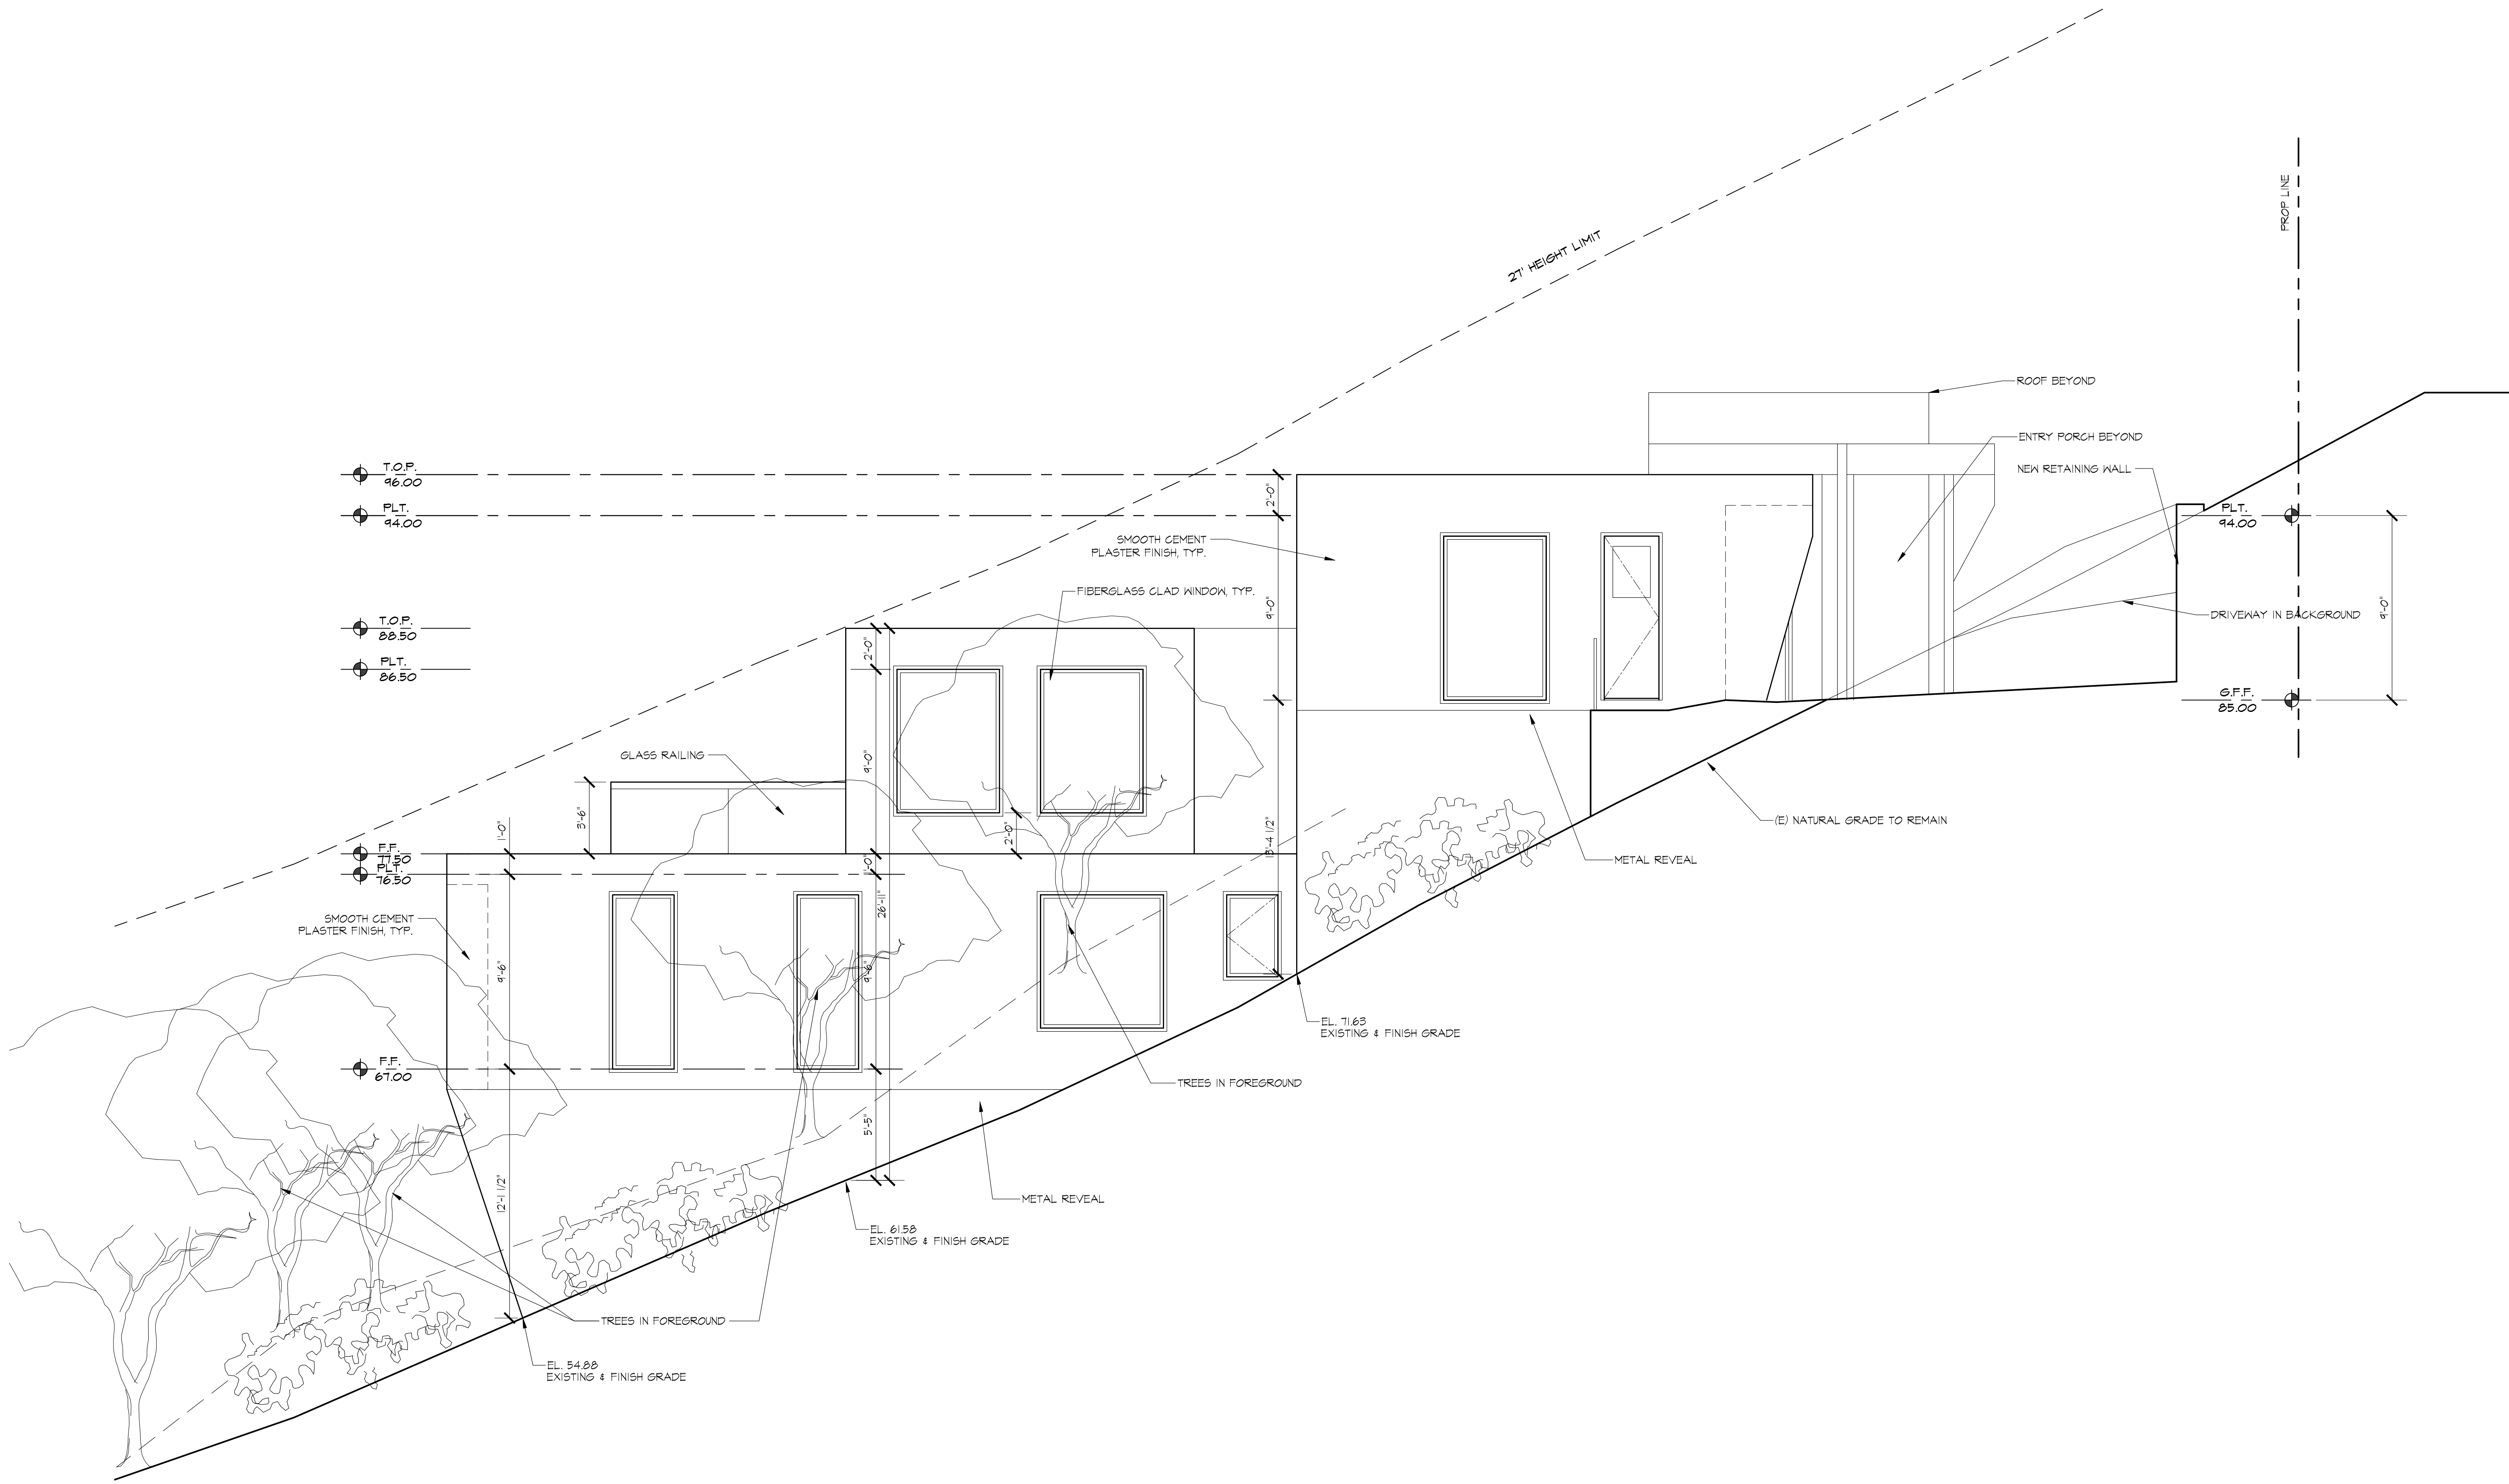 27' HEIGHT LIMIT
PROP LINE
ROOF BEYOND
ENTRY PORCH BEYOND
NEW RETAINING WALL
T.O.P.
96.00
PLT.
94.00
2'-0"
PLT.
94.00
SMOOTH CEMENT
PLASTER FINISH, TYP.
FIBERGLASS CLAD WINDOW, TYP.
9'-0"
DRIVEWAY IN BACKGROUND
9'-0"
T.O.P.
88.50
PLT.
86.50
2'-0"
G.F.F.
85.00
GLASS RAILING
9'-0"
3'-6"
1'-0"
2'-0"
13'-4 1/2"
(E) NATURAL GRADE TO REMAIN
METAL REVEAL
F.F.
77.50
PLT.
76.50
1'-0"
26'-11"
SMOOTH CEMENT
PLASTER FINISH, TYP.
9'-6"
9'-6"
EL. 71.63
EXISTING & FINISH GRADE
F.F.
67.00
TREES IN FOREGROUND
5'-5"
12'-1 1/2"
METAL REVEAL
EL. 61.58
EXISTING & FINISH GRADE
TREES IN FOREGROUND
EL. 54.88
EXISTING & FINISH GRADE